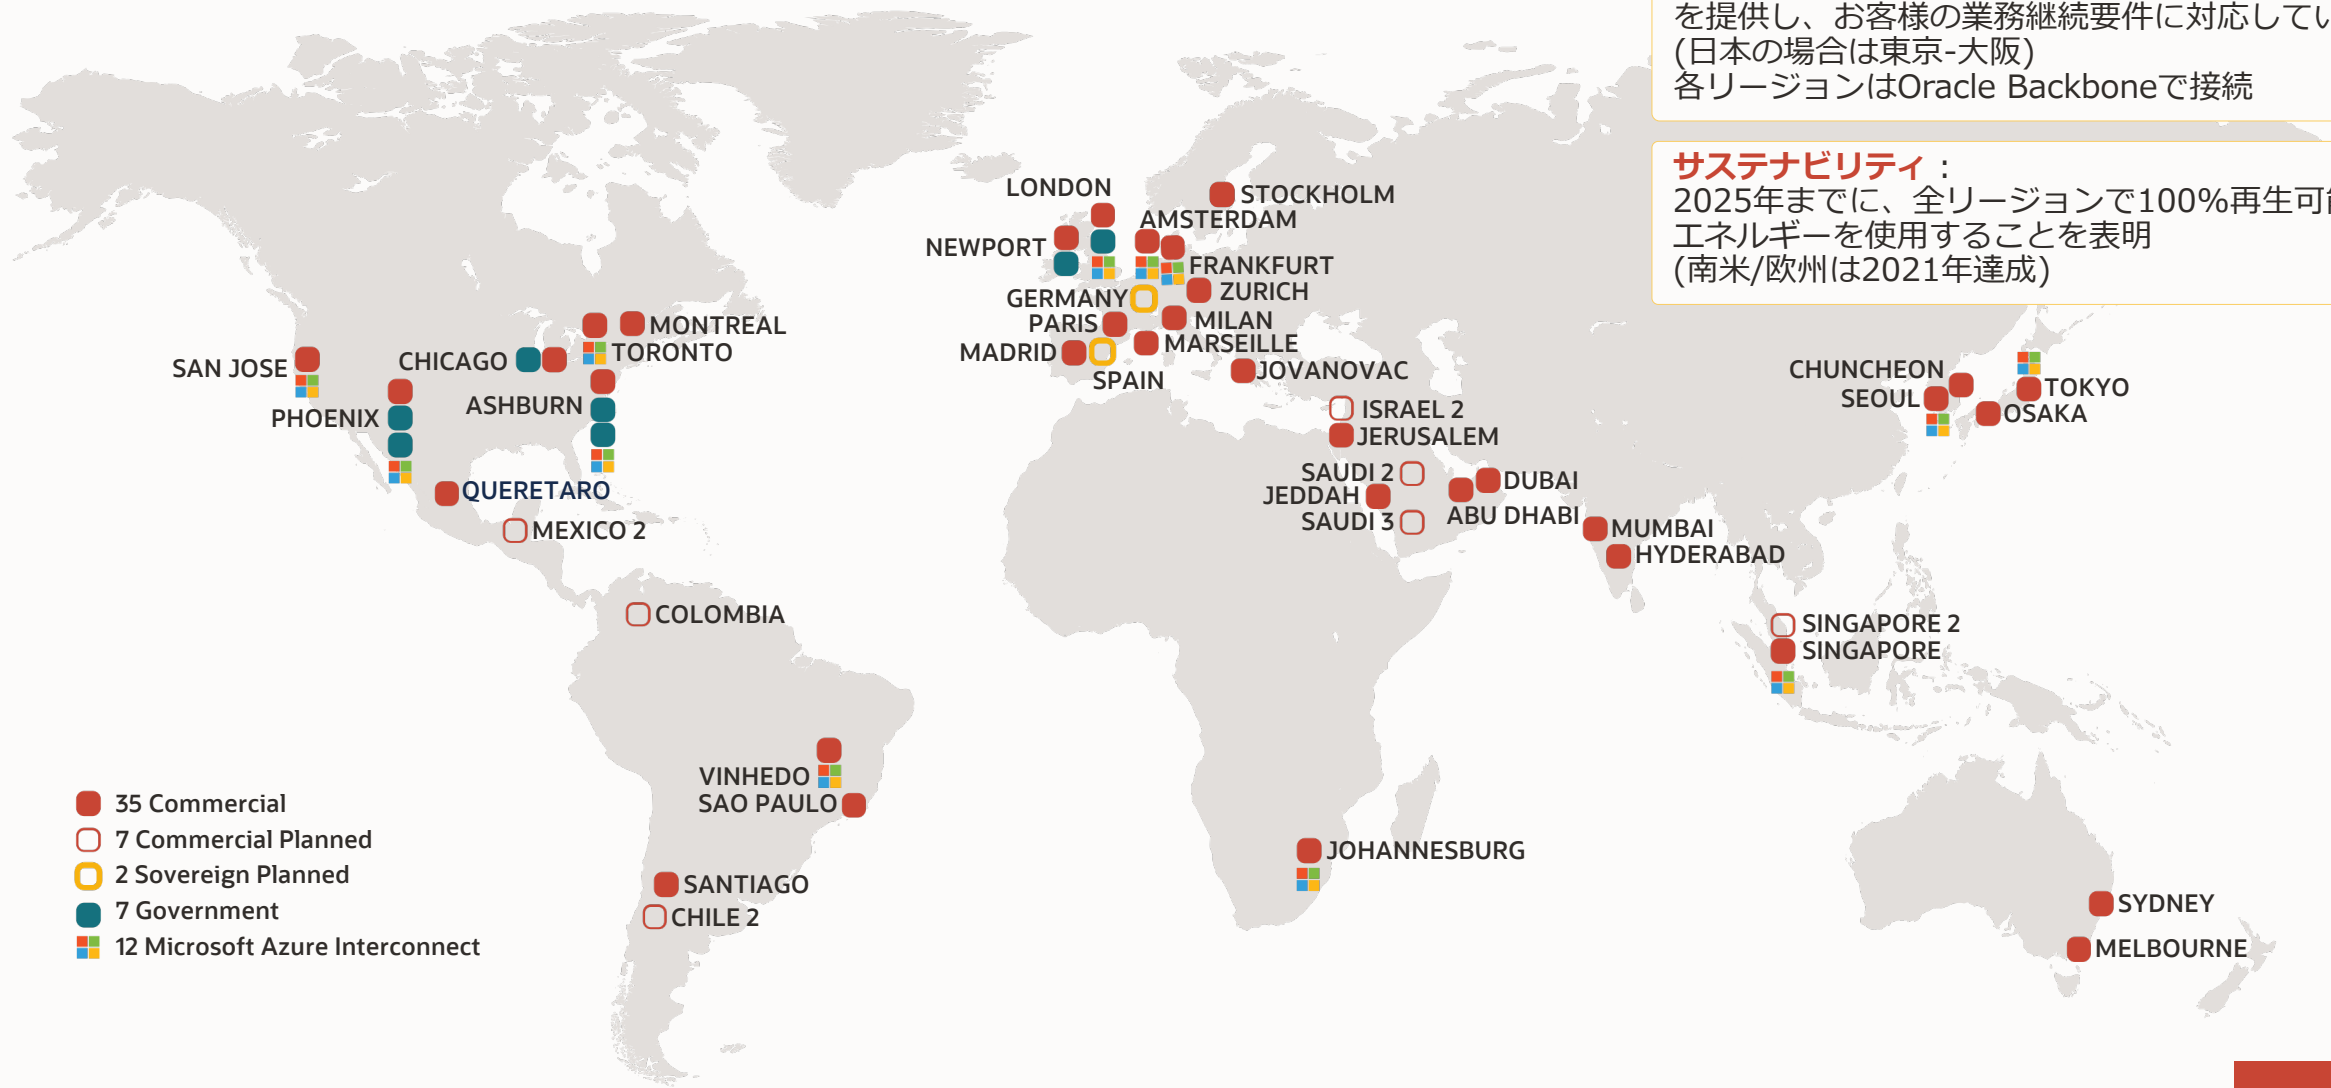 を提供し、お客様の業務継続要件に対応してい
(日本の場合は東京-大阪)
各リージョンはOracle Backboneで接続
サステナビリティ：
2025年までに、全リージョンで100%再生可能
エネルギーを使用することを表明
(南米/欧州は2021年達成)
LONDON
STOCKHOLM
AMSTERDAM
NEWPORT
FRANKFURT
GERMANY
ZURICH
PARIS
MILAN
MADRID
MARSEILLE
SPAIN
JOVANOVAC
MONTREAL
TORONTO
CHICAGO
SAN JOSE
ASHBURN
PHOENIX
QUERETARO
MEXICO 2
ISRAEL 2
JERUSALEM
SAUDI 2
JEDDAH
SAUDI 3
DUBAI
ABU DHABI
MUMBAI
HYDERABAD
CHUNCHEON
SEOUL
TOKYO
OSAKA
COLOMBIA
SINGAPORE 2
SINGAPORE
VINHEDO
SAO PAULO
SANTIAGO
CHILE 2
JOHANNESBURG
SYDNEY
MELBOURNE
35 Commercial
7 Commercial Planned
2 Sovereign Planned
7 Government
12 Microsoft Azure Interconnect